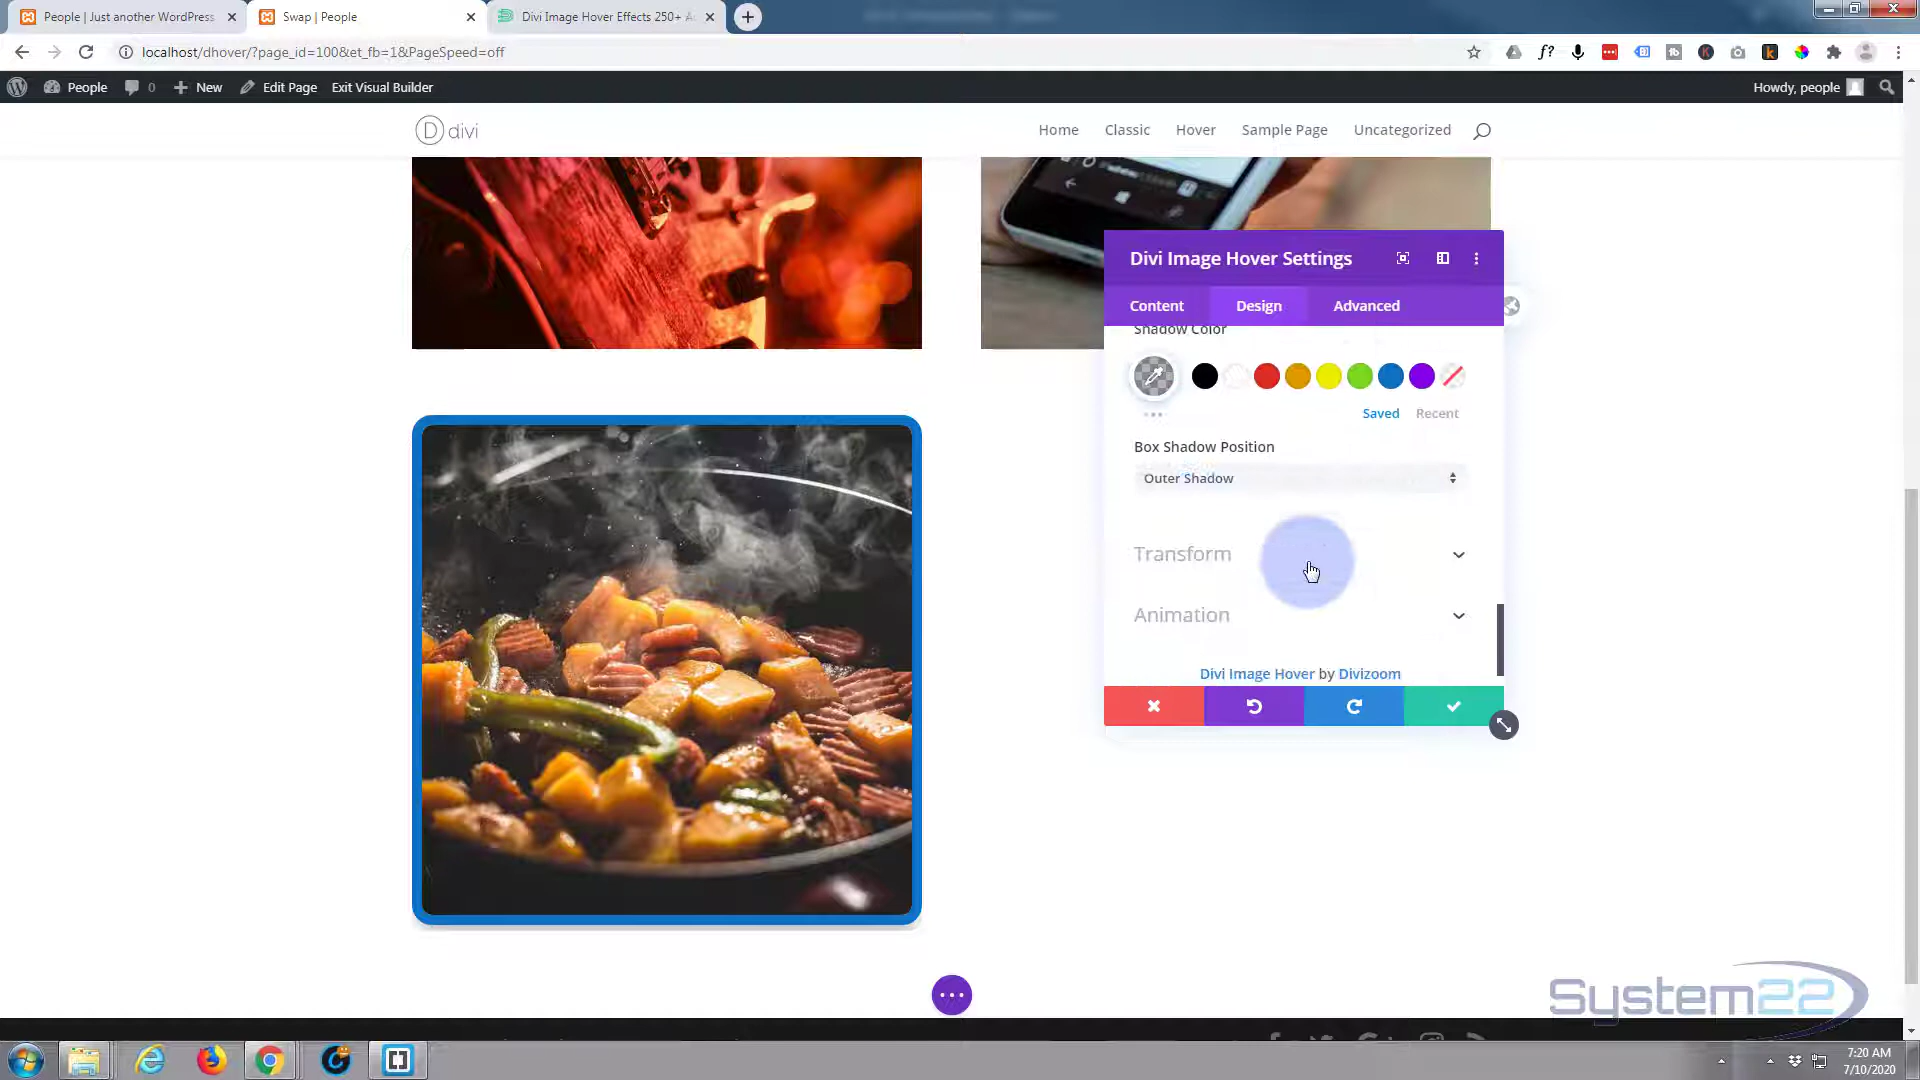 People | Just another WordPress
Swap | People
Divi Image Hover Effects 250+ A
localhost/dhover/?page_id=100&et_fb=1&PageSpeed=off
f?
People
0
New
Edit Page
Exit Visual Builder
Howdy, people
D divi
Home
Classic
Hover
Sample Page
Uncategorized
Divi Image Hover Settings
Content
Design
Advanced
Shadow Color
Saved
Recent
Box Shadow Position
Outer Shadow
Transform
Animation
Divi Image Hover by Divizoom
System22
7:20 AM
7/10/2020